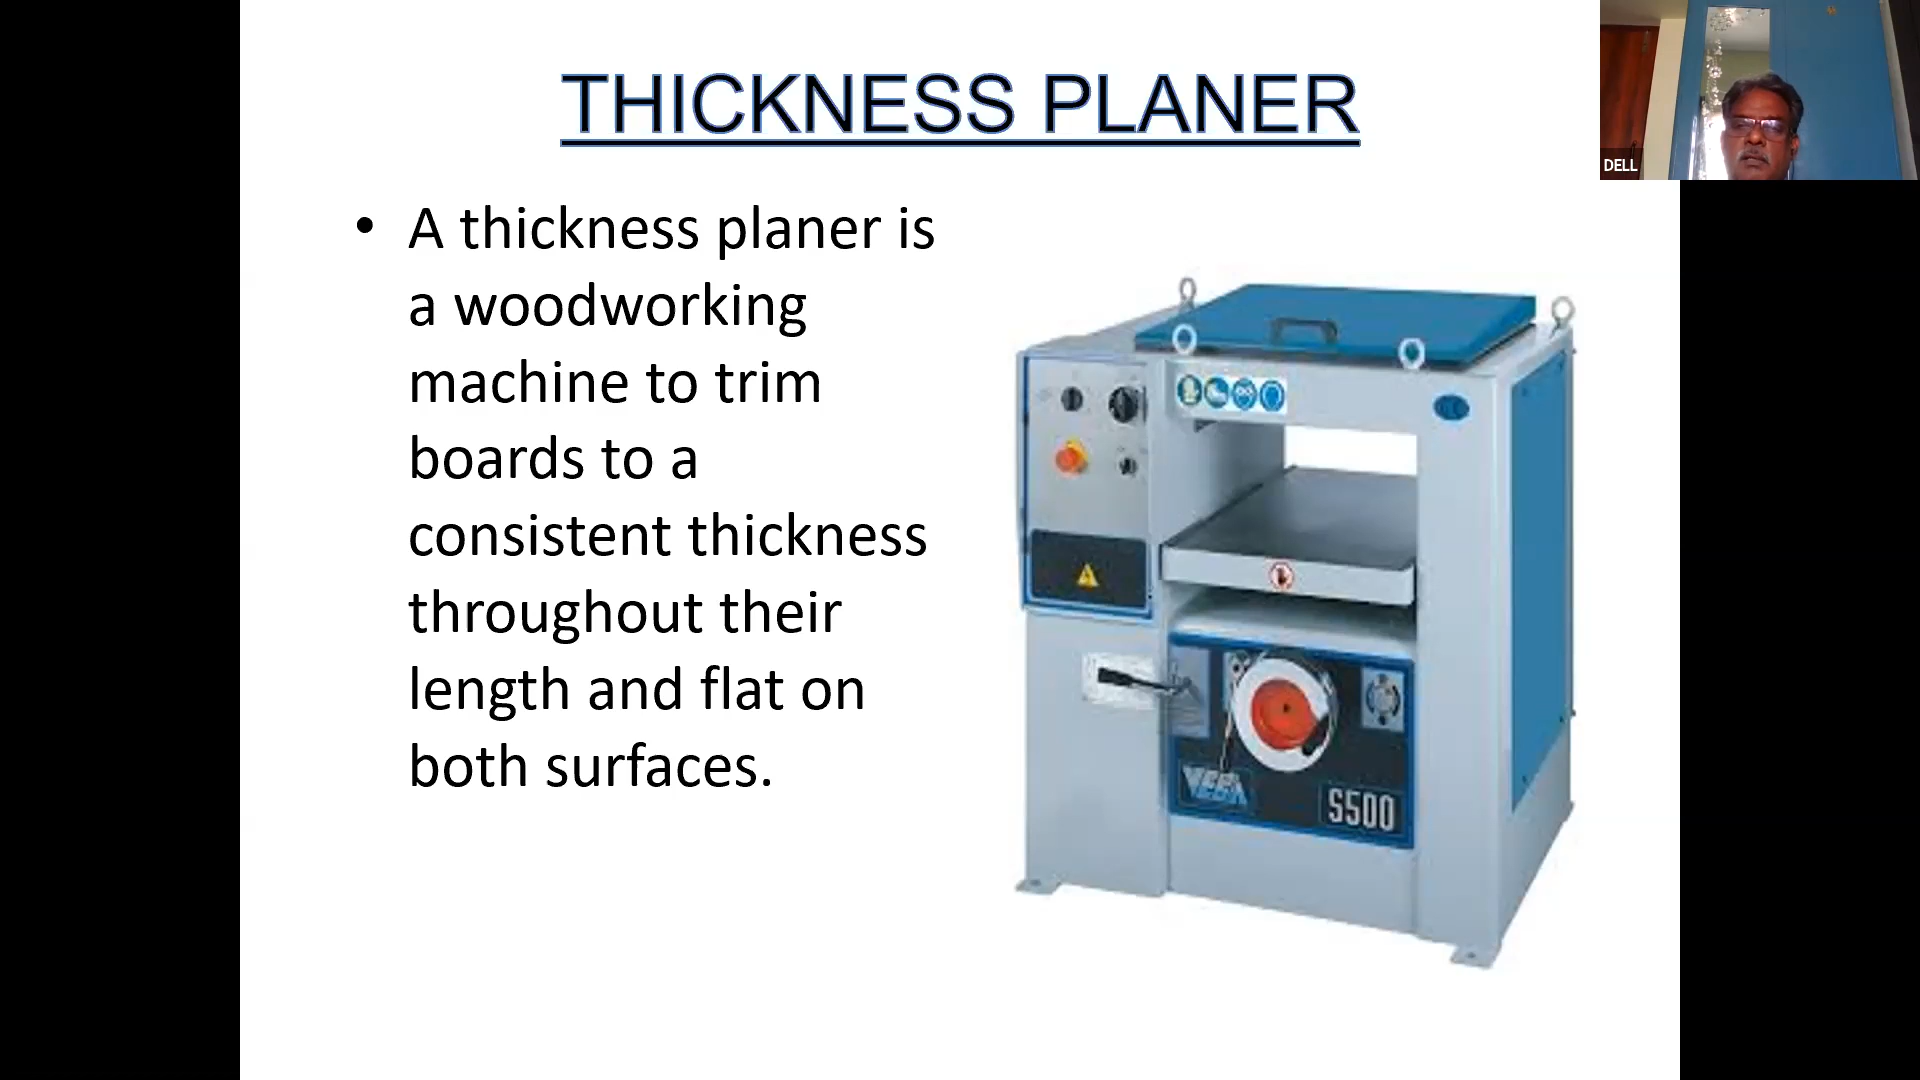 THICKNESS PLANER
DELL
• A thickness planer is
a woodworking
machine to trim
boards to a
consistent thickness
throughout their
length and flat on
both surfaces.
S500